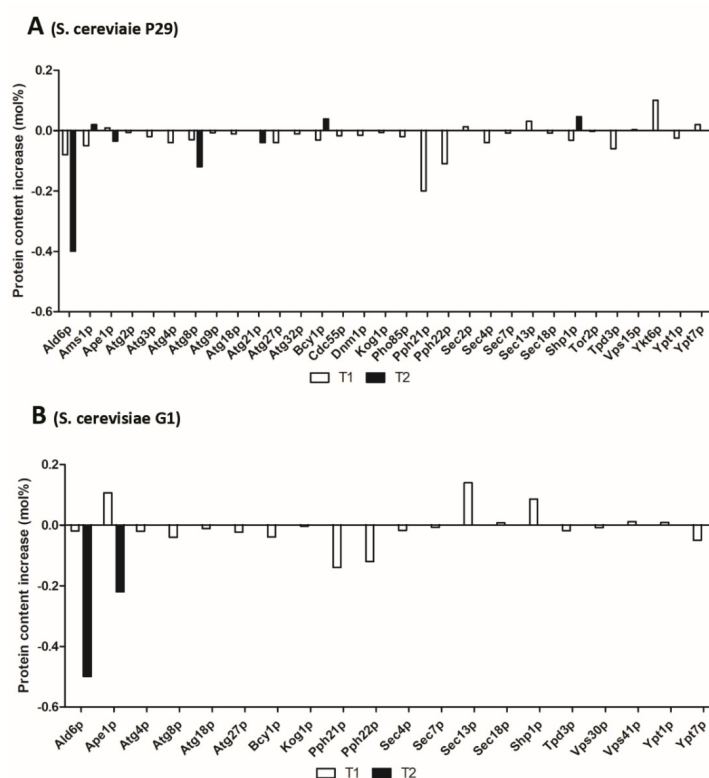 A (S. cereviaie P29)
Protein content increase (mol%)
0.2
0.0
-0.2
-0.4
-0.6
Ald6p
Ams1p
Ape1p
Atg2p
Atg3p
Atg4p
Atg8p
Atg9p
Atg18p
Atg21p
Atg27p
Atg32p
Bcy1p
Cdc55p
Dnm1p
Kog1p
Pho85p
Pph21p
Pph22p
Sec2p
Sec4p
Sec7p
Sec13p
Sec18p
Shp1p
Tor2p
Tpd3p
Vps15p
Ykt6p
Ypt1p
Ypt7p
T1 T2
B (S. cerevisiae G1)
Protein content increase (mol%)
0.2
0.0
-0.2
-0.4
-0.6
Ald6p
Ape1p
Atg4p
Atg8p
Atg18p
Atg27p
Bcy1p
Kog1p
Pph21p
Pph22p
Sec4p
Sec7p
Sec13p
Sec18p
Shp1p
Tpd3p
Vps30p
Vps41p
Ypt1p
Ypt7p
T1 T2